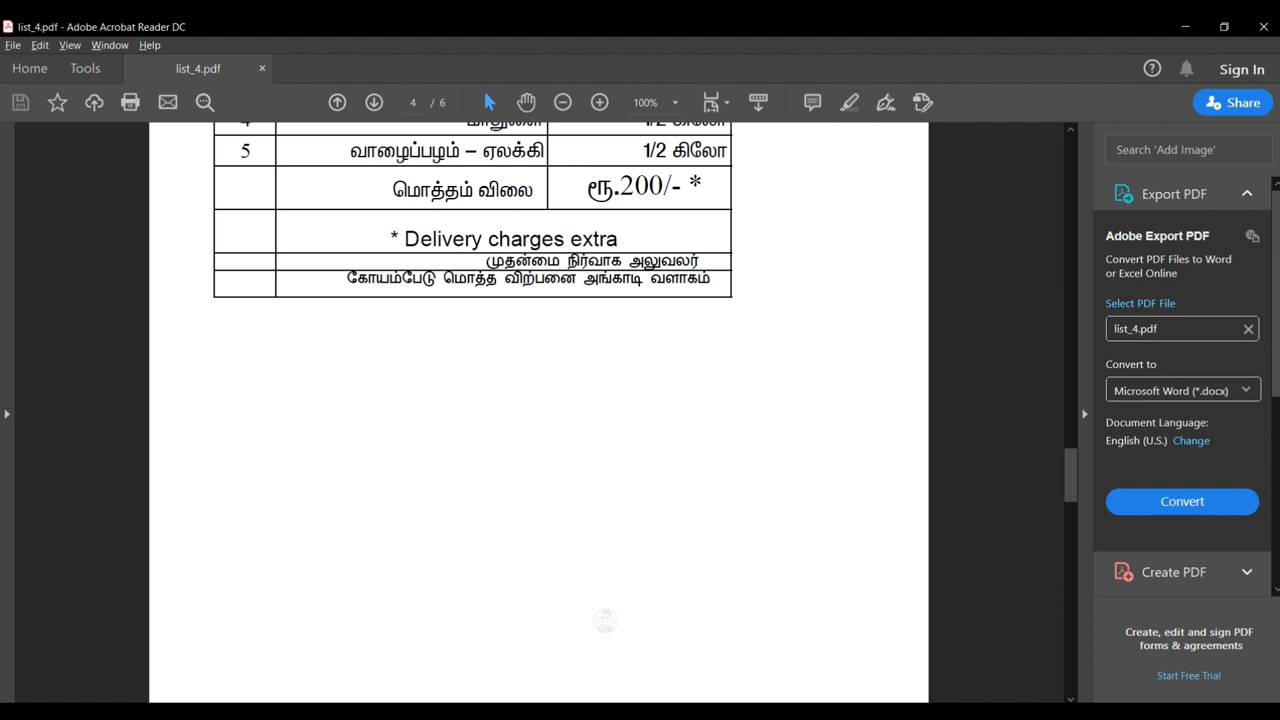 list_4.pdf - Adobe Acrobat Reader DC
File Edit View Window Help
Home Tools list_4.pdf × Sign In
4 / 6 100% Share
4 மாதுளை 1/2 கிலோ
5 வாழைப்பழம் – ஏலக்கி 1/2 கிலோ
மொத்தம் விலை ரூ.200/- *
* Delivery charges extra
முதன்மை நிர்வாக அலுவலர்
கோயம்பேடு மொத்த விற்பனை அங்காடி வளாகம்
Search 'Add Image'
Export PDF
Adobe Export PDF
Convert PDF Files to Word
or Excel Online
Select PDF File
list_4.pdf
Convert to
Microsoft Word (*.docx)
Document Language:
English (U.S.) Change
Convert
Create PDF
Create, edit and sign PDF
forms & agreements
Start Free Trial